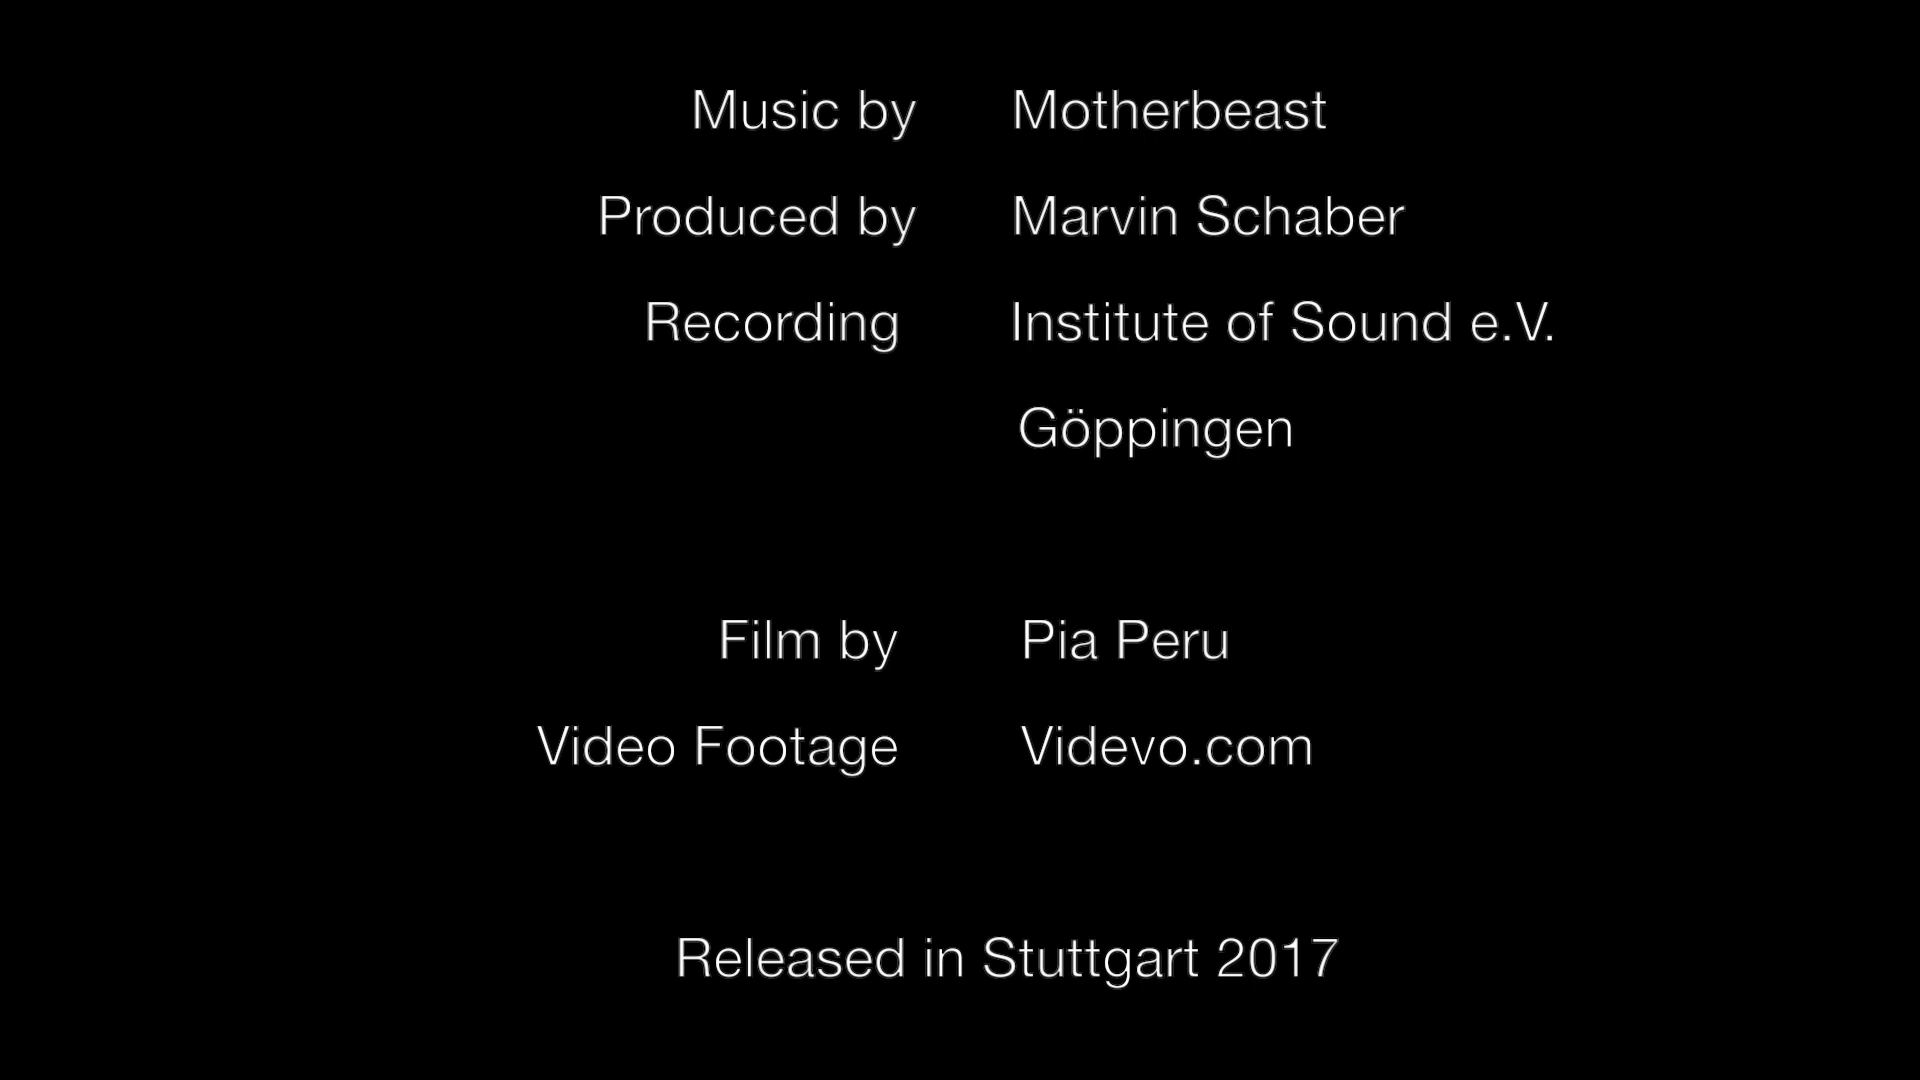 Music by Motherbeast
Produced by Marvin Schaber
Recording Institute of Sound e.V.
Göppingen
Film by Pia Peru
Video Footage Videvo.com
Released in Stuttgart 2017